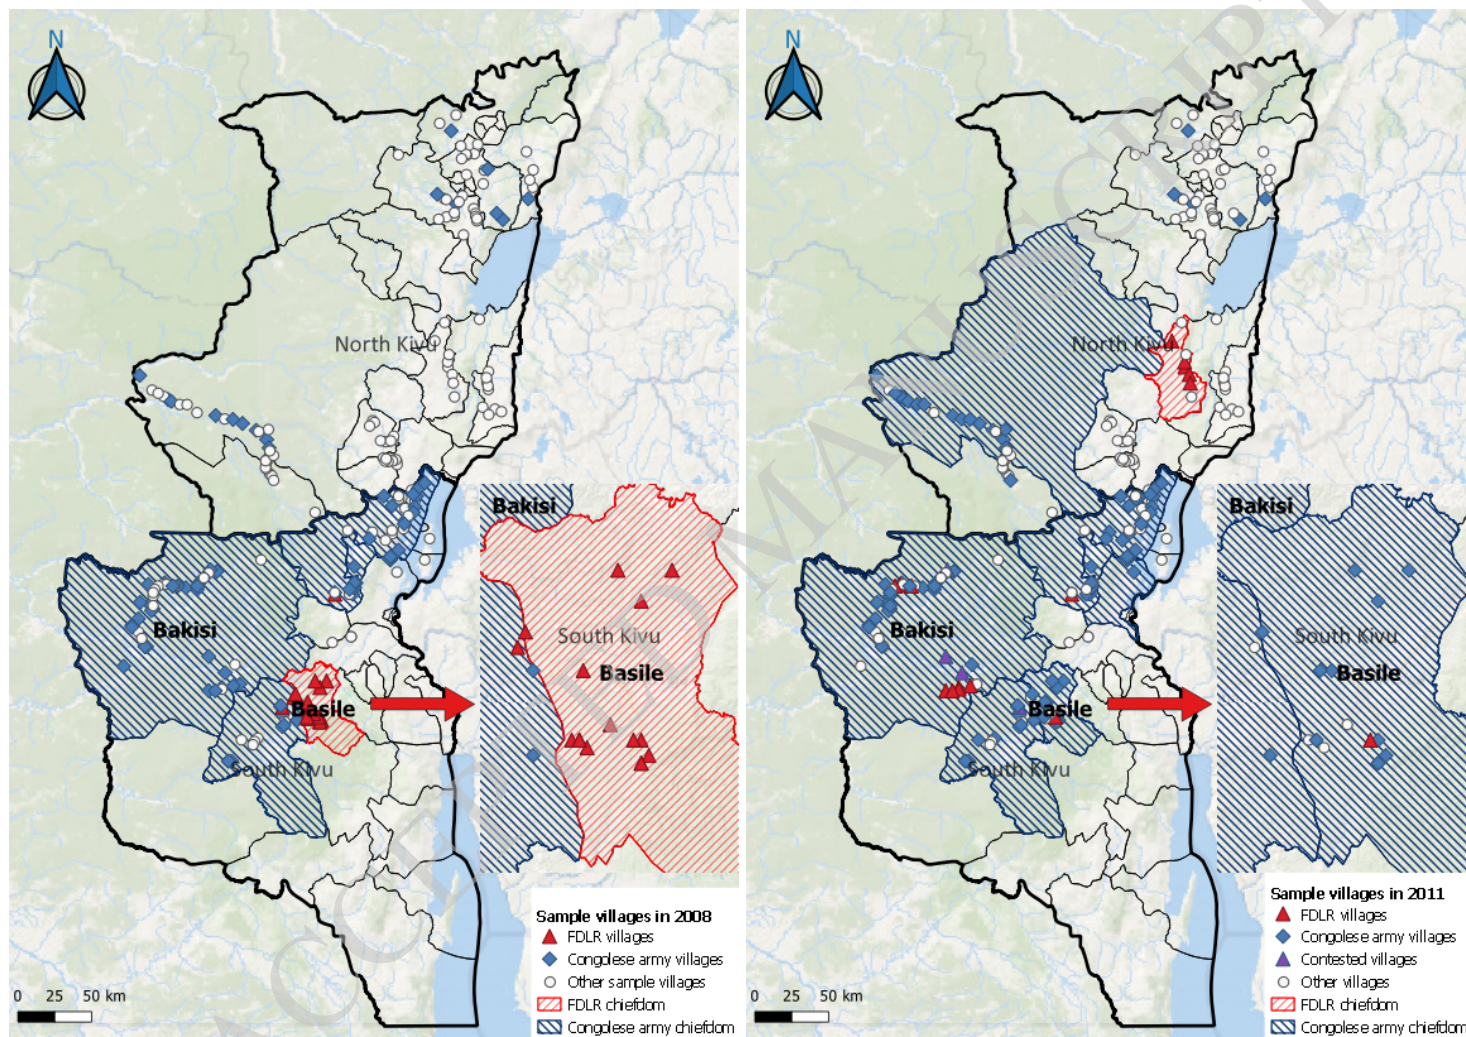 N
North Kivu
Bakisi
Basile
South Kivu
Bakisi
South Kivu
Basile
Sample villages in 2008
FDLR villages
Congolese army villages
Other sample villages
FDLR chiefdom
Congolese army chiefdom
0 25 50 km
N
North Kivu
Bakisi
Basile
South Kivu
Bakisi
South Kivu
Basile
Sample villages in 2011
FDLR villages
Congolese army villages
Contested villages
Other villages
FDLR chiefdom
Congolese army chiefdom
0 25 50 km
ACCEPTED MANUSCRIPT